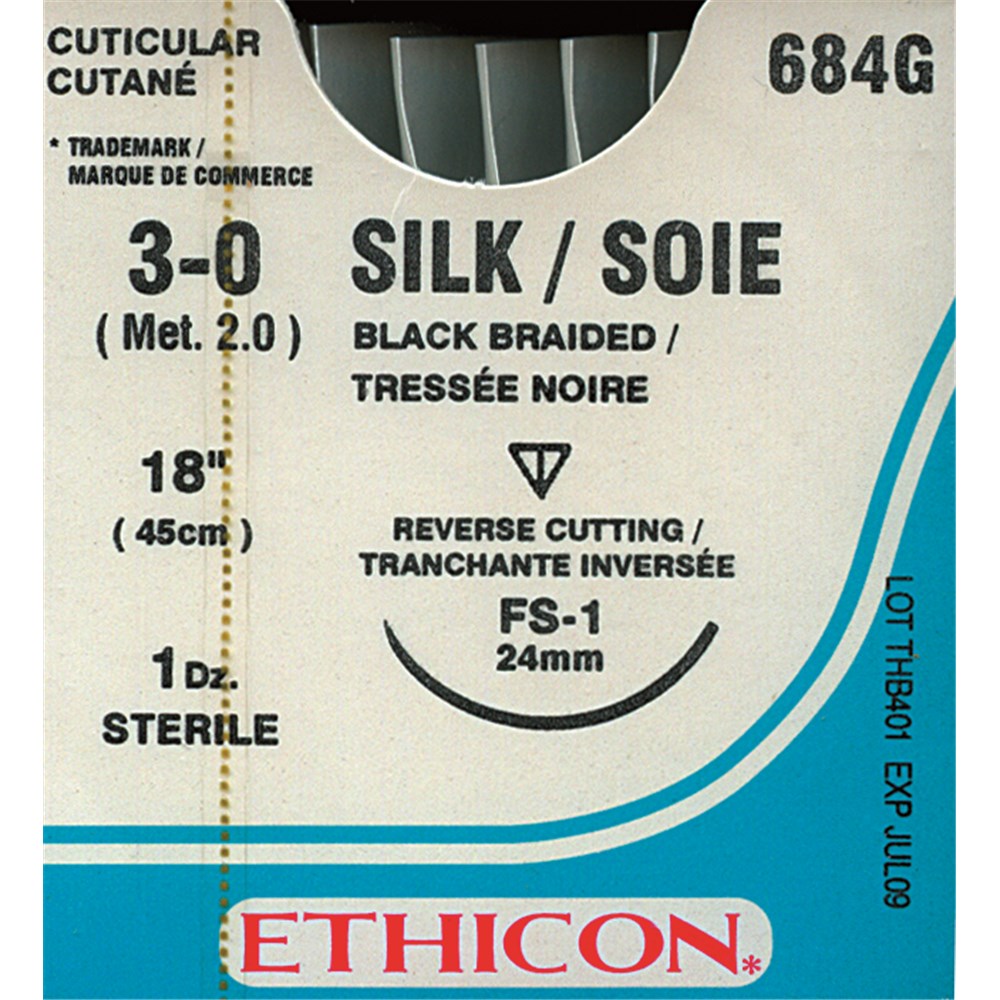 CUTICULAR
CUTANÉ
684G
* TRADEMARK /
MARQUE DE COMMERCE
3-0
( Met. 2.0 )
SILK / SOIE
BLACK BRAIDED /
TRESSÉE NOIRE
18"
( 45cm )
REVERSE CUTTING /
TRANCHANTE INVERSÉE
FS-1
24mm
1 Dz.
STERILE
LOT THB401 EXP JUL09
ETHICON*